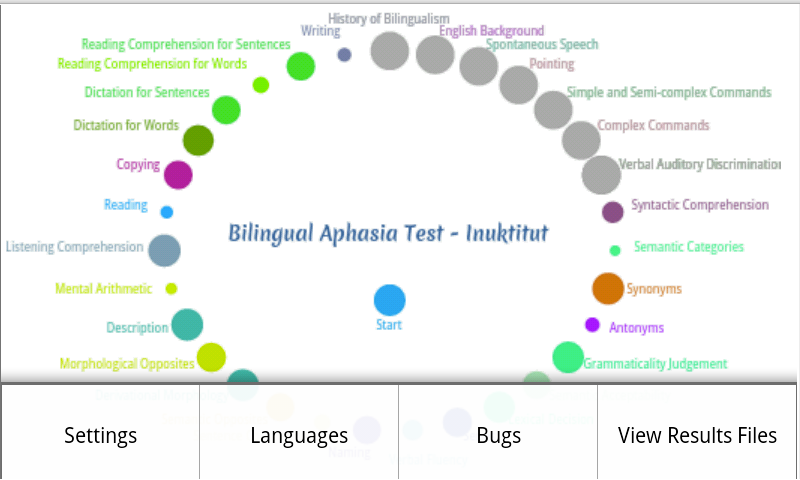 History of Bilingualism
Writing
English Background
Reading Comprehension for Sentences
Spontaneous Speech
Reading Comprehension for Words
Pointing
Dictation for Sentences
Simple and Semi-complex Commands
Dictation for Words
Complex Commands
Copying
Verbal Auditory Discrimination
Reading
Syntactic Comprehension
Bilingual Aphasia Test - Inuktitut
Listening Comprehension
Semantic Categories
Mental Arithmetic
Synonyms
Start
Description
Antonyms
Morphological Opposites
Grammaticality Judgement
Settings
Languages
Bugs
View Results Files